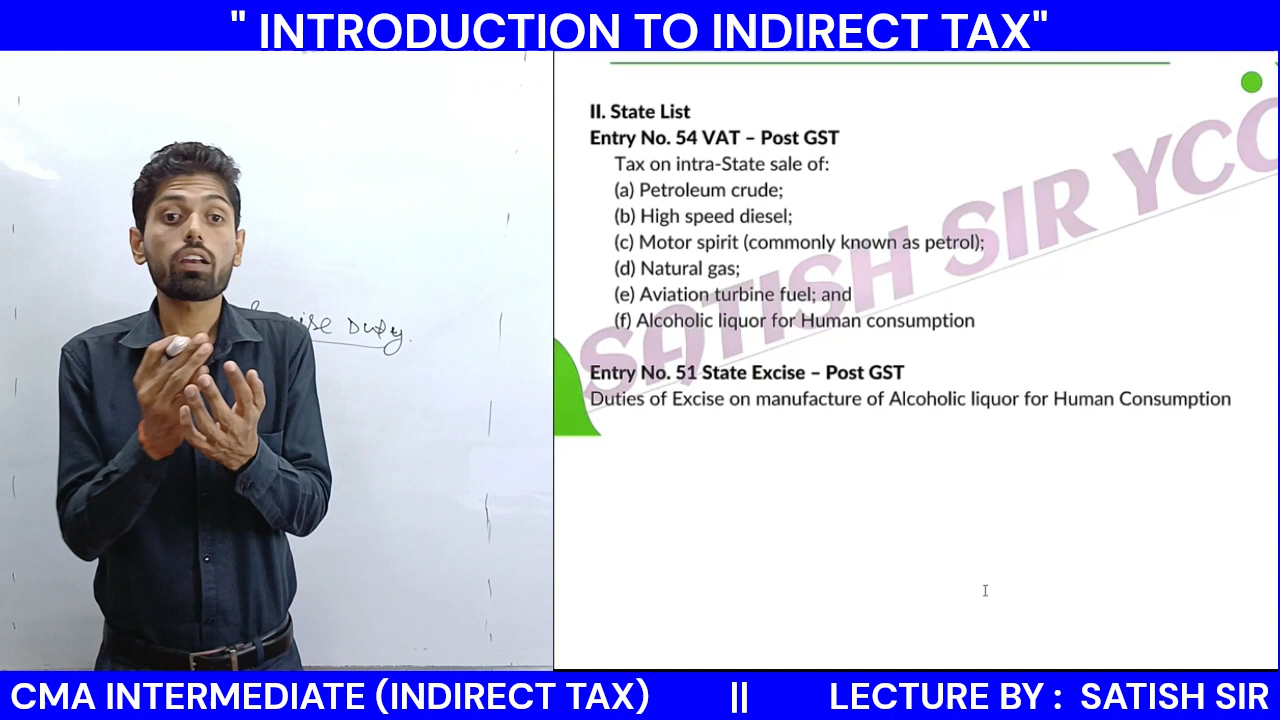 " INTRODUCTION TO INDIRECT TAX"
II. State List
Entry No. 54 VAT – Post GST
Tax on intra-State sale of:
(a) Petroleum crude;
(b) High speed diesel;
(c) Motor spirit (commonly known as petrol);
(d) Natural gas;
(e) Aviation turbine fuel; and
(f) Alcoholic liquor for Human consumption
Entry No. 51 State Excise – Post GST
Duties of Excise on manufacture of Alcoholic liquor for Human Consumption
SATISH SIR
Duty.
CMA INTERMEDIATE (INDIRECT TAX) || LECTURE BY : SATISH SIR